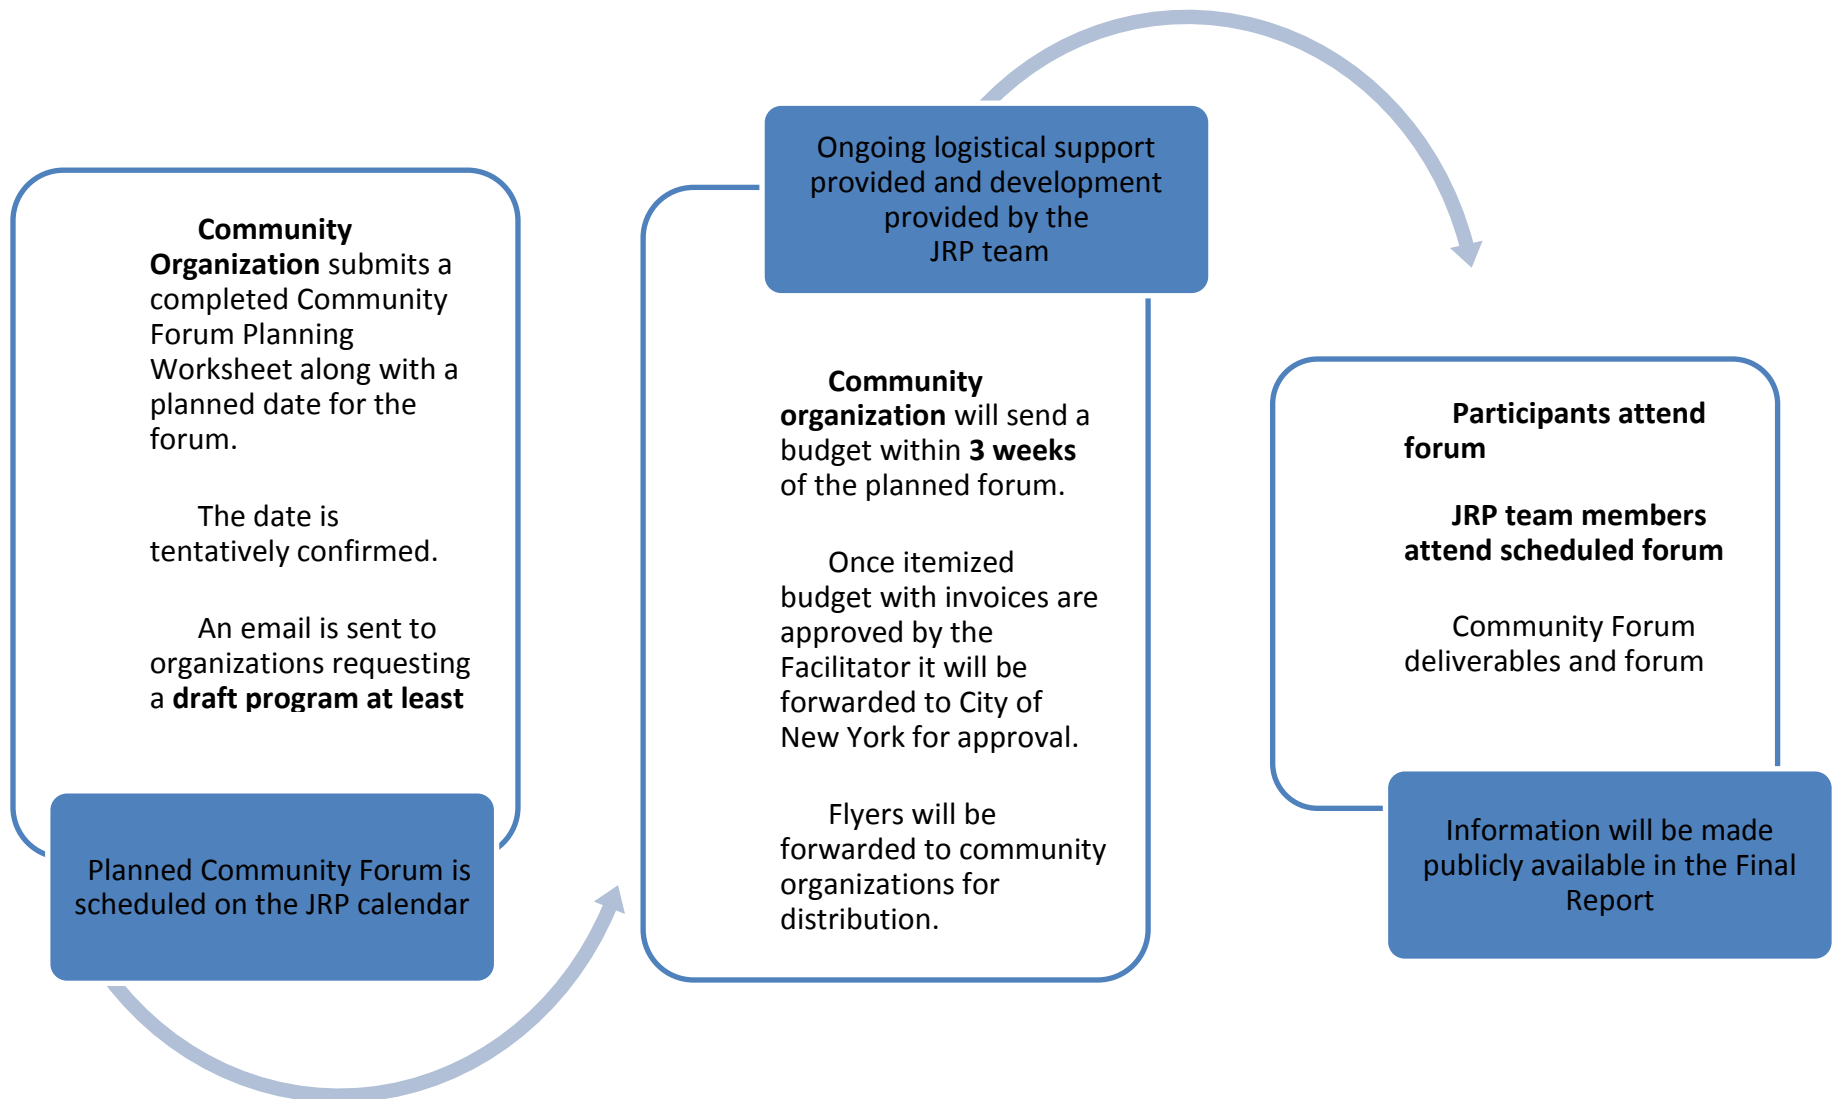 Community
Organization submits a
completed Community
Forum Planning
Worksheet along with a
planned date for the
forum.
The date is
tentatively confirmed.
An email is sent to
organizations requesting
a draft program at least
Planned Community Forum is
scheduled on the JRP calendar
Ongoing logistical support
provided and development
provided by the
JRP team
Community
organization will send a
budget within 3 weeks
of the planned forum.
Once itemized
budget with invoices are
approved by the
Facilitator it will be
forwarded to City of
New York for approval.
Flyers will be
forwarded to community
organizations for
distribution.
Participants attend
forum
JRP team members
attend scheduled forum
Community Forum
deliverables and forum
Information will be made
publicly available in the Final
Report